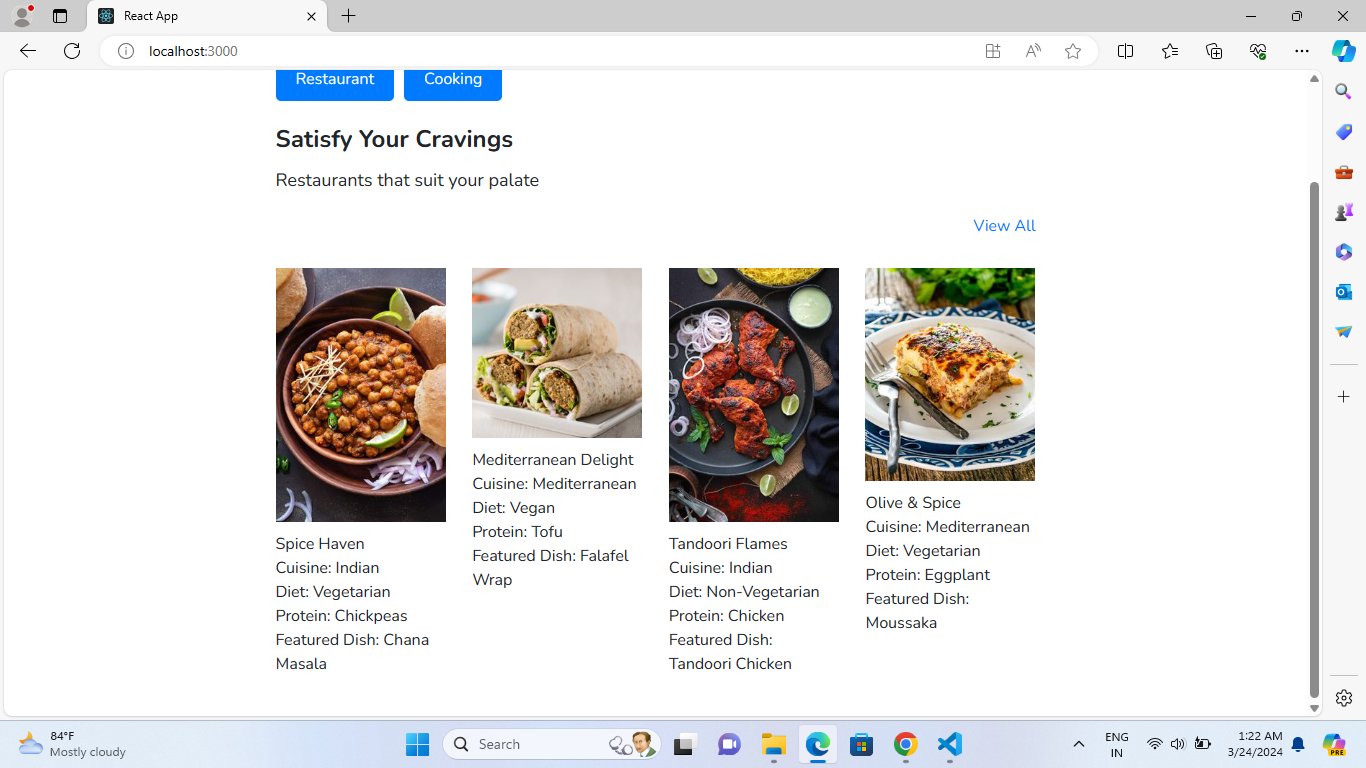 React App
localhost:3000
Restaurant
Cooking
Satisfy Your Cravings
Restaurants that suit your palate
View All
Spice Haven
Cuisine: Indian
Diet: Vegetarian
Protein: Chickpeas
Featured Dish: Chana
Masala
Mediterranean Delight
Cuisine: Mediterranean
Diet: Vegan
Protein: Tofu
Featured Dish: Falafel
Wrap
Tandoori Flames
Cuisine: Indian
Diet: Non-Vegetarian
Protein: Chicken
Featured Dish:
Tandoori Chicken
Olive & Spice
Cuisine: Mediterranean
Diet: Vegetarian
Protein: Eggplant
Featured Dish:
Moussaka
84°F
Mostly cloudy
Search
ENG
IN
1:22 AM
3/24/2024
PRE